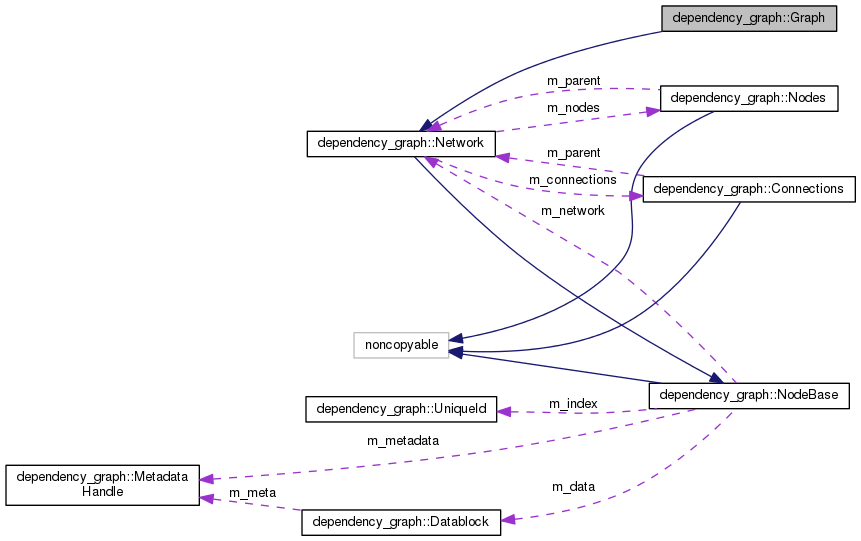 dependency_graph::Graph
m_parent
dependency_graph::Nodes
m_nodes
dependency_graph::Network
m_parent
m_connections
dependency_graph::Connections
m_network
noncopyable
dependency_graph::NodeBase
m_index
dependency_graph::UniqueId
m_metadata
dependency_graph::Metadata
Handle
m_meta
m_data
dependency_graph::Datablock